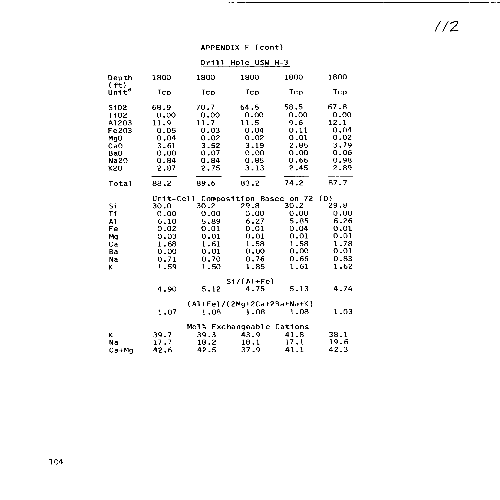 112
APPENDIX F (cont)
Drill Hole USW H-3
Depth 1800 1800 1800 1800 1800
(ft)
Unit Tcp Tcp Tcp Tcp Tcp
SiO2 68.9 70.7 64.5 58.5 67.8
TiO2 0.00 0.00 0.00 0.00 0.00
Al2O3 11.9 11.7 11.5 9.6 12.1
Fe2O3 0.05 0.03 0.04 0.11 0.04
MgO 0.04 0.02 0.02 0.01 0.02
CaO 3.61 3.52 3.19 2.85 3.79
BaO 0.00 0.07 0.00 0.00 0.06
Na2O 0.84 0.84 0.85 0.66 0.98
K2O 2.87 2.75 3.13 2.45 2.89
Total 88.2 89.6 83.2 74.2 87.7
Unit-Cell Composition Based on 72 (O)
Si 30.0 30.2 29.8 30.2 29.8
Ti 0.00 0.00 0.00 0.00 0.00
Al 6.10 5.89 6.27 5.85 6.26
Fe 0.02 0.01 0.01 0.04 0.01
Mg 0.03 0.01 0.01 0.01 0.01
Ca 1.68 1.61 1.58 1.58 1.78
Ba 0.00 0.01 0.00 0.00 0.01
Na 0.71 0.70 0.76 0.66 0.83
K 1.59 1.50 1.85 1.61 1.62
Si/(Al+Fe)
4.90 5.12 4.75 5.13 4.74
(Al+Fe)/(2Mg+2Ca+2Ba+Na+K)
1.07 1.08 1.08 1.08 1.03
Mol% Exchangeable Cations
K 39.7 39.3 43.9 41.8 38.1
Na 17.7 18.2 18.1 17.1 19.6
Ca+Mg 42.6 42.5 37.9 41.1 42.3
104